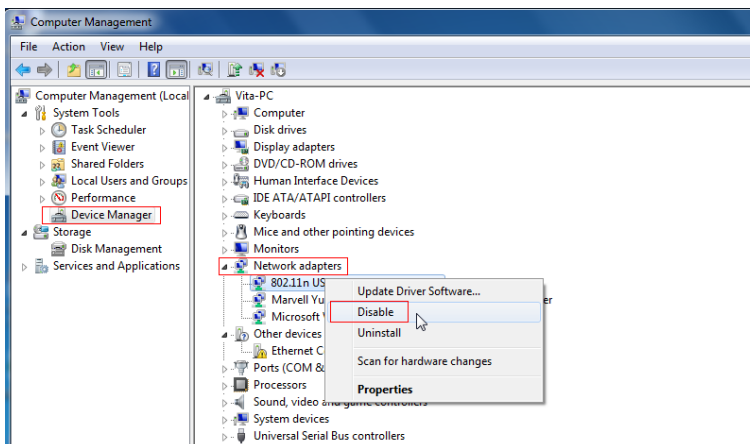 Computer Management
File Action View Help
Computer Management (Local
System Tools
Task Scheduler
Event Viewer
Shared Folders
Local Users and Groups
Performance
Device Manager
Storage
Disk Management
Services and Applications
Vita-PC
Computer
Disk drives
Display adapters
DVD/CD-ROM drives
Human Interface Devices
IDE ATA/ATAPI controllers
Keyboards
Mice and other pointing devices
Monitors
Network adapters
802.11n US
Marvell Yu
er
Microsoft
Other devices
Ethernet C
Ports (COM &
Processors
Sound, video and game controllers
System devices
Universal Serial Bus controllers
Update Driver Software...
Disable
Uninstall
Scan for hardware changes
Properties